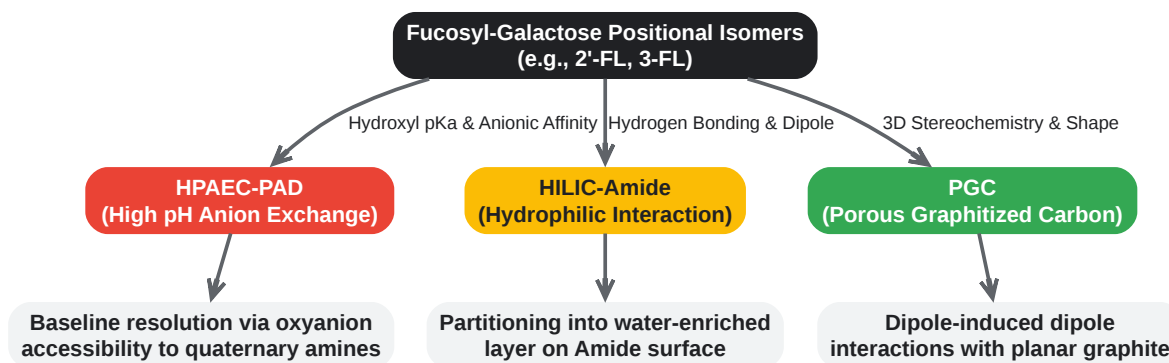 Fucosyl-Galactose Positional Isomers
(e.g., 2'-FL, 3-FL)
Hydroxyl pKa & Anionic Affinity
Hydrogen Bonding & Dipole
3D Stereochemistry & Shape
HPAEC-PAD
(High pH Anion Exchange)
HILIC-Amide
(Hydrophilic Interaction)
PGC
(Porous Graphitized Carbon)
Baseline resolution via oxyanion
accessibility to quaternary amines
Partitioning into water-enriched
layer on Amide surface
Dipole-induced dipole
interactions with planar graphite